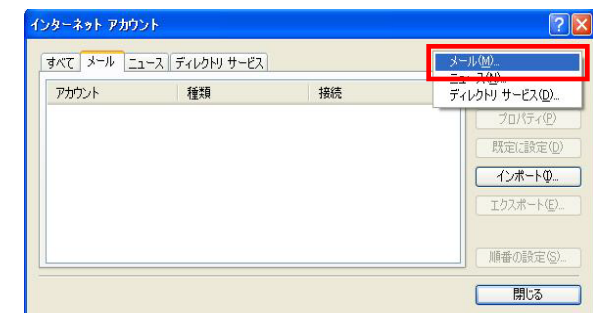 インターネット アカウント
すべて メール ニュース ディレクトリ サービス
メール(M)...
ニュース(N)...
ディレクトリ サービス(D)...
アカウント 種類 接続
プロパティ(P)
既定に設定(D)
インポート(I)...
エクスポート(E)...
順番の設定(S)...
閉じる